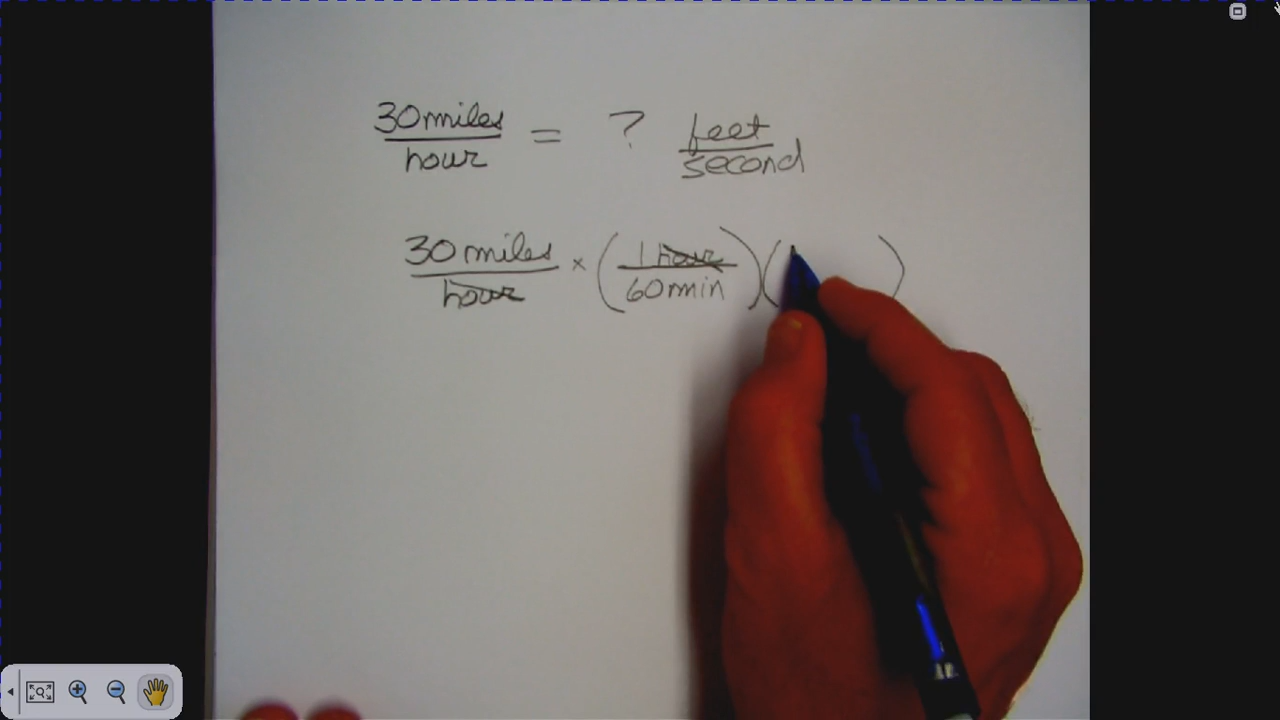 30 miles / hour = ? feet / second
30 miles / hour × ( 1 hour / 60 min ) (   )